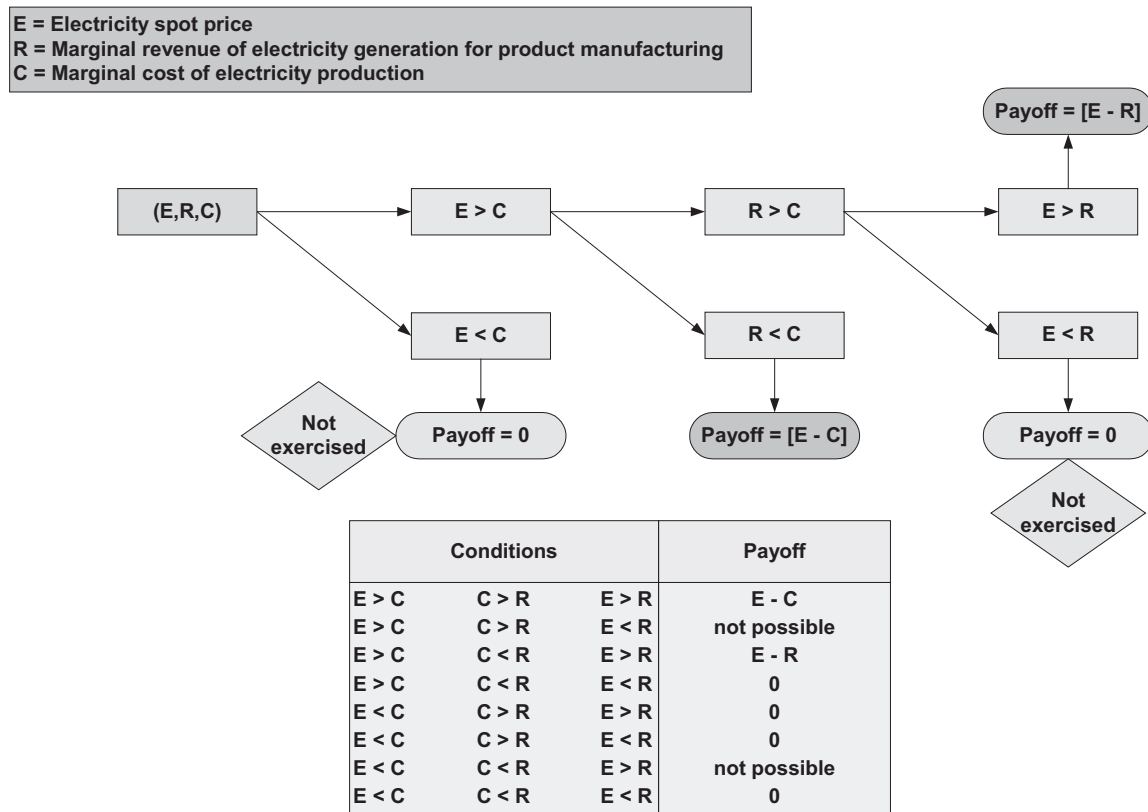 E = Electricity spot price
R = Marginal revenue of electricity generation for product manufacturing
C = Marginal cost of electricity production
Payoff = [E - R]
(E,R,C)
E > C
R > C
E > R
E < C
R < C
E < R
Not
exercised
Payoff = 0
Payoff = [E - C]
Payoff = 0
Not
exercised
Conditions Payoff
E > C C > R E > R E - C
E > C C > R E < R not possible
E > C C < R E > R E - R
E > C C < R E < R 0
E < C C > R E > R 0
E < C C > R E < R 0
E < C C < R E > R not possible
E < C C < R E < R 0